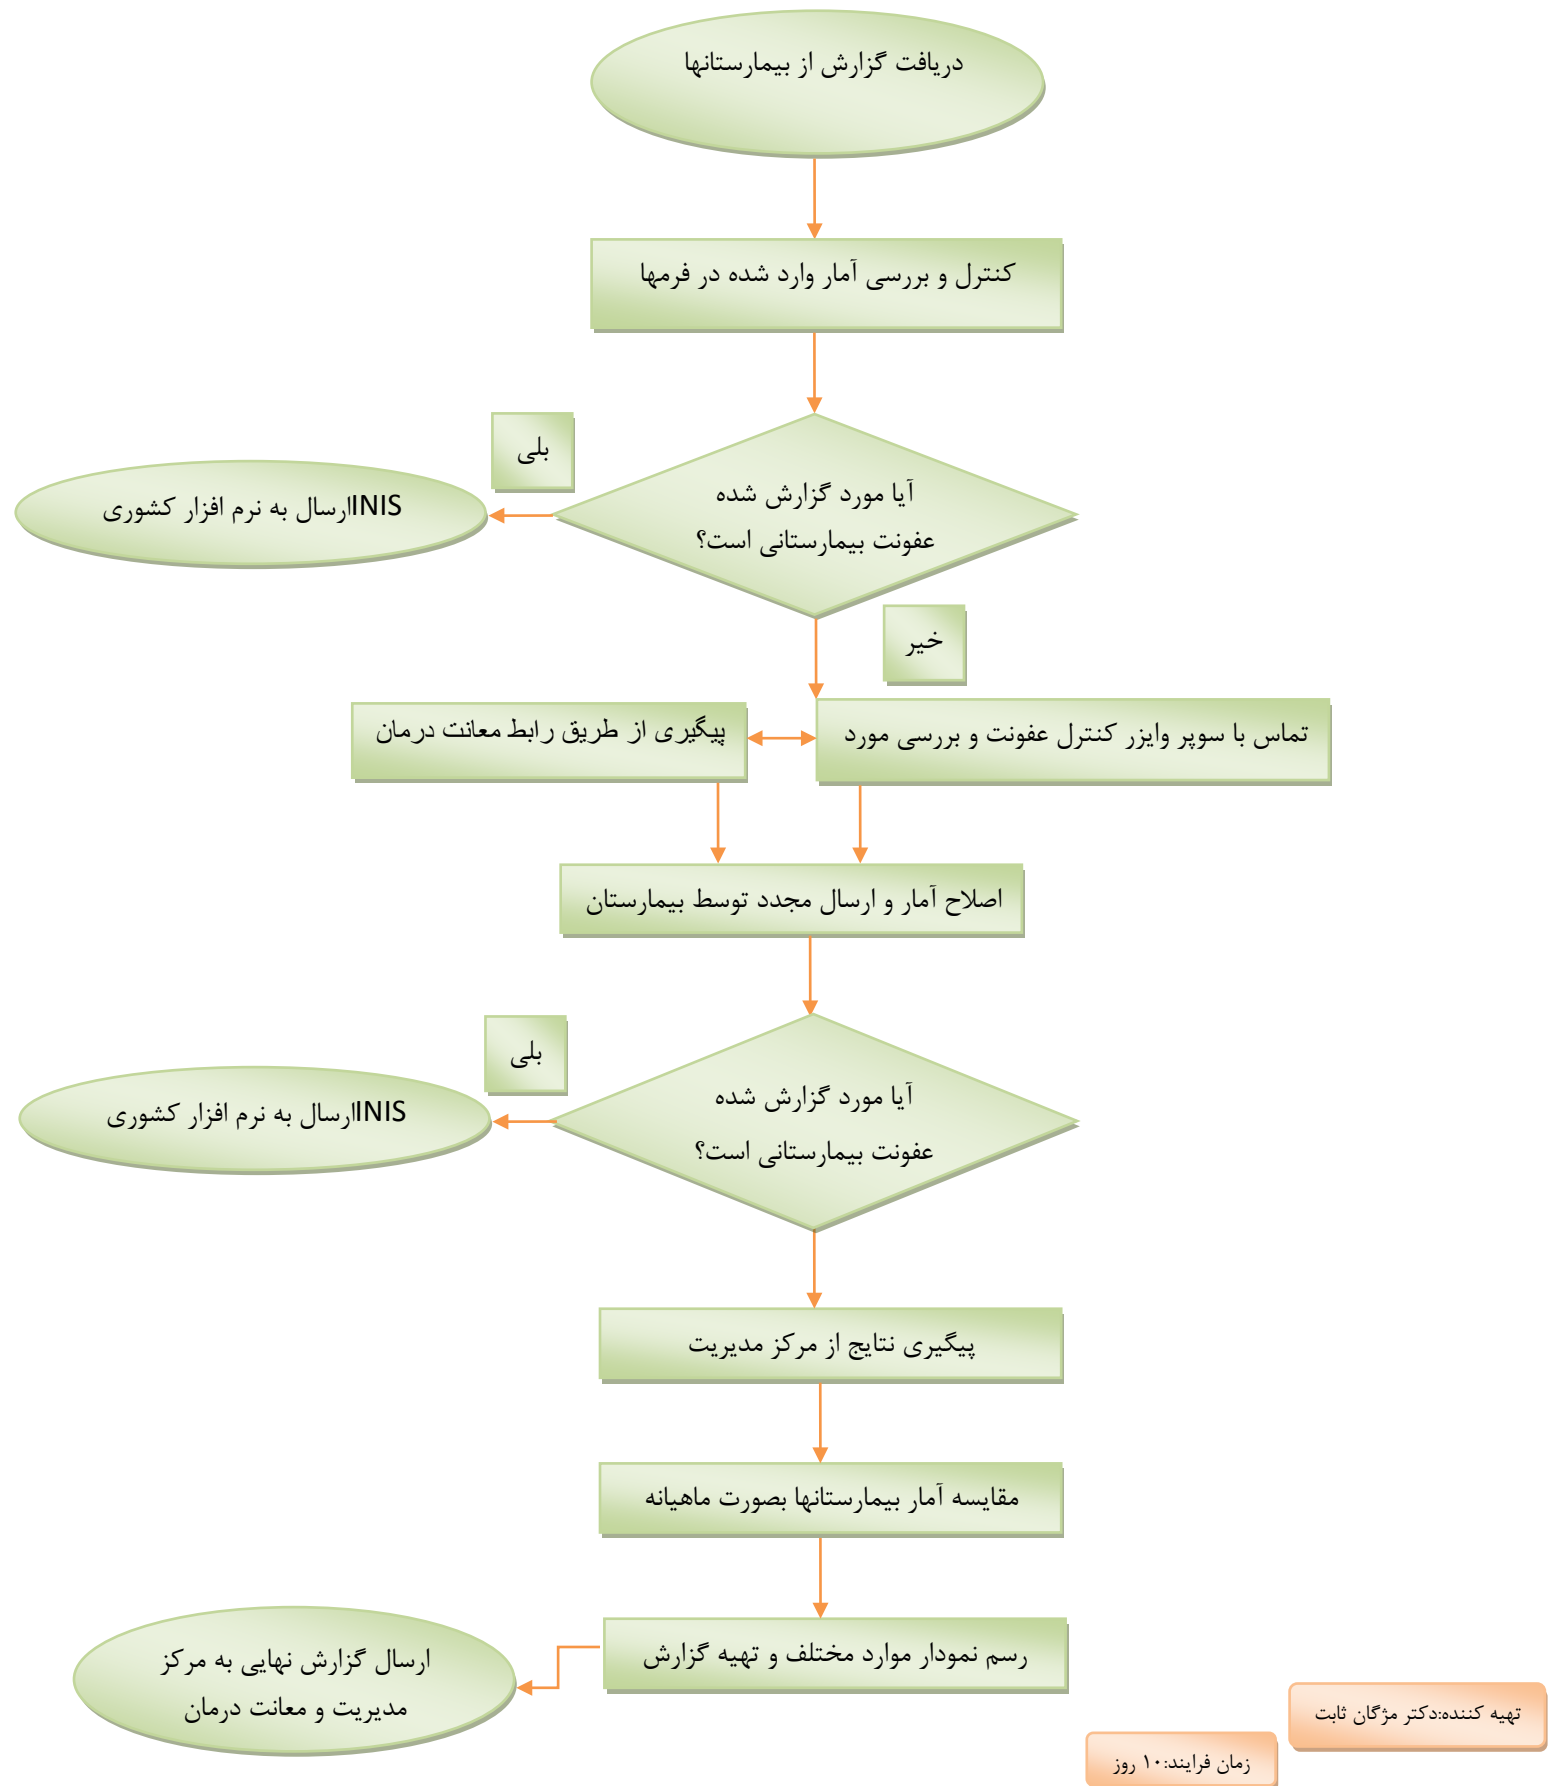 دریافت گزارش از بیمارستانها
کنترل و بررسی آمار وارد شده در فرمها
بلی
آیا مورد گزارش شده
عفونت بیمارستانی است؟
ارسال به نرم افزار کشوریINIS
خیر
تماس با سوپر وایزر کنترل عفونت و بررسی مورد
پیگیری از طریق رابط معانت درمان
اصلاح آمار و ارسال مجدد توسط بیمارستان
بلی
آیا مورد گزارش شده
عفونت بیمارستانی است؟
ارسال به نرم افزار کشوریINIS
پیگیری نتایج از مرکز مدیریت
مقایسه آمار بیمارستانها بصورت ماهیانه
رسم نمودار موارد مختلف و تهیه گزارش
ارسال گزارش نهایی به مرکز
مدیریت و معانت درمان
تهیه کننده:دکتر مژگان ثابت
زمان فرایند:۱۰ روز